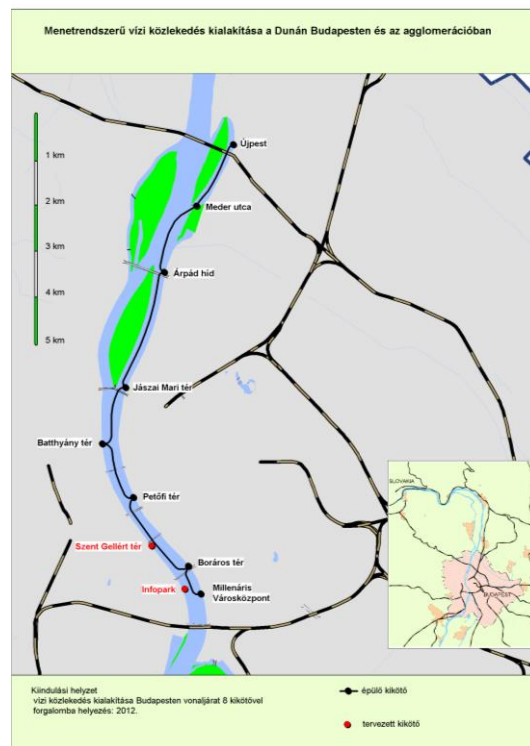 Menetrendszerű vízi közlekedés kialakítása a Dunán Budapesten és az agglomerációban
1 km
2 km
3 km
4 km
5 km
Újpest
Meder utca
Árpád híd
Jászai Mari tér
Batthyány tér
Petőfi tér
Szent Gellért tér
Boráros tér
Infopark
Millenáris
Városközpont
SLOVAKIA
BUDAPEST
Kiindulási helyzet
vízi közlekedés kialakítása Budapesten vonaljárat 8 kikötővel
forgalomba helyezés: 2012.
épülő kikötő
tervezett kikötő